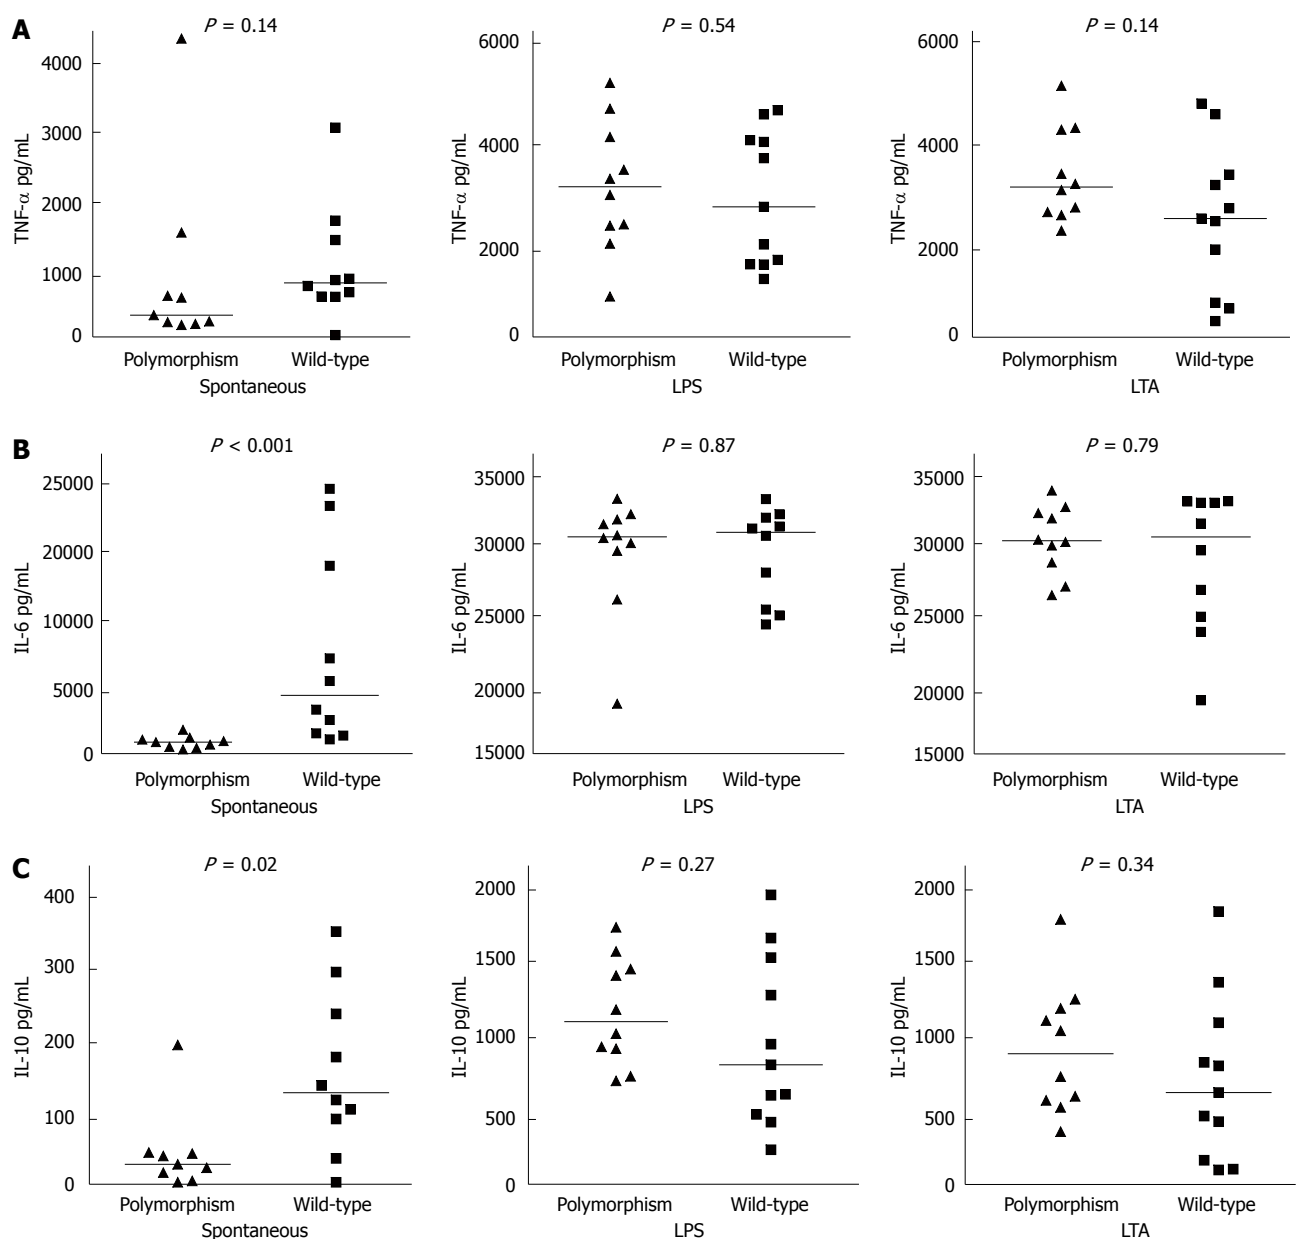 A
P = 0.14
P = 0.54
P = 0.14
TNF-α pg/mL
4000
3000
2000
1000
0
Polymorphism Wild-type
Spontaneous
TNF-α pg/mL
6000
4000
2000
0
Polymorphism Wild-type
LPS
TNF-α pg/mL
6000
4000
2000
0
Polymorphism Wild-type
LTA
B
P < 0.001
P = 0.87
P = 0.79
IL-6 pg/mL
25000
20000
10000
5000
0
Polymorphism Wild-type
Spontaneous
IL-6 pg/mL
35000
30000
25000
20000
15000
Polymorphism Wild-type
LPS
IL-6 pg/mL
35000
30000
25000
20000
15000
Polymorphism Wild-type
LTA
C
P = 0.02
P = 0.27
P = 0.34
IL-10 pg/mL
400
300
200
100
0
Polymorphism Wild-type
Spontaneous
IL-10 pg/mL
2000
1500
1000
500
0
Polymorphism Wild-type
LPS
IL-10 pg/mL
2000
1500
1000
500
0
Polymorphism Wild-type
LTA